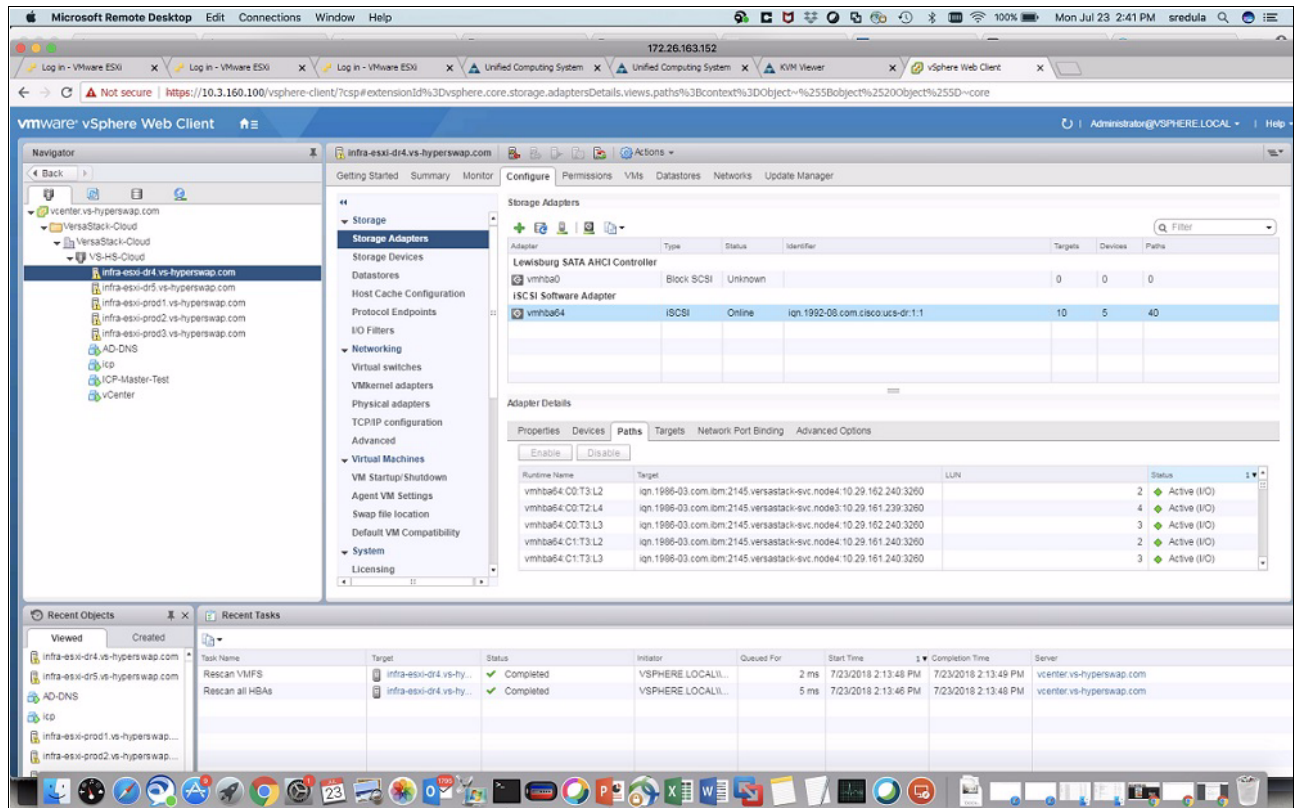 Microsoft Remote Desktop Edit Connections Window Help 100% Mon Jul 23 2:41 PM sredula
172.26.163.152
Log in - VMware ESXi x Log in - VMware ESXi x Log in - VMware ESXi x Unified Computing System x Unified Computing System x KVM Viewer x vSphere Web Client x
Not secure https://10.3.160.100/vsphere-client/?csp#extensionId%3Dvsphere.core.storage.adaptersDetails.views.paths%3Bcontext%3DObject~%255Bobject%2520Object%255D~core
vmware vSphere Web Client Administrator@VSPHERE.LOCAL Help
Navigator
Back
vcenter.vs-hyperswap.com
VersaStack-Cloud
VersaStack-Cloud
VS-HS-Cloud
infra-esxi-dr4.vs-hyperswap.com
infra-esxi-dr5.vs-hyperswap.com
infra-esxi-prod1.vs-hyperswap.com
infra-esxi-prod2.vs-hyperswap.com
infra-esxi-prod3.vs-hyperswap.com
AD-DNS
icp
ICP-Master-Test
vCenter
infra-esxi-dr4.vs-hyperswap.com Actions
Getting Started Summary Monitor Configure Permissions VMs Datastores Networks Update Manager
Storage
Storage Adapters
Storage Devices
Datastores
Host Cache Configuration
Protocol Endpoints
I/O Filters
Networking
Virtual switches
VMkernel adapters
Physical adapters
TCP/IP configuration
Advanced
Virtual Machines
VM Startup/Shutdown
Agent VM Settings
Swap file location
Default VM Compatibility
System
Licensing
Storage Adapters
Filter
Adapter Type Status Identifier Targets Devices Paths
Lewisburg SATA AHCI Controller
vmhba0 Block SCSI Unknown 0 0 0
iSCSI Software Adapter
vmhba64 iSCSI Online iqn.1992-08.com.cisco:ucs-dr:1:1 10 5 40
Adapter Details
Properties Devices Paths Targets Network Port Binding Advanced Options
Enable Disable
Runtime Name Target LUN Status 1
vmhba64:C0:T3:L2 iqn.1986-03.com.ibm:2145.versastack-svc.node4:10.29.162.240:3260 2 Active (I/O)
vmhba64:C0:T2:L4 iqn.1986-03.com.ibm:2145.versastack-svc.node3:10.29.161.239:3260 4 Active (I/O)
vmhba64:C0:T3:L3 iqn.1986-03.com.ibm:2145.versastack-svc.node4:10.29.162.240:3260 3 Active (I/O)
vmhba64:C1:T3:L2 iqn.1986-03.com.ibm:2145.versastack-svc.node4:10.29.161.240:3260 2 Active (I/O)
vmhba64:C1:T3:L3 iqn.1986-03.com.ibm:2145.versastack-svc.node4:10.29.161.240:3260 3 Active (I/O)
Recent Objects
Viewed Created
infra-esxi-dr4.vs-hyperswap.com
infra-esxi-dr5.vs-hyperswap.com
AD-DNS
icp
infra-esxi-prod1.vs-hyperswap....
infra-esxi-prod2.vs-hyperswap....
Recent Tasks
Task Name Target Status Initiator Queued For Start Time 1 Completion Time Server
Rescan VMFS infra-esxi-dr4.vs-hy... Completed VSPHERE.LOCAL\\... 2 ms 7/23/2018 2:13:48 PM 7/23/2018 2:13:49 PM vcenter.vs-hyperswap.com
Rescan all HBAs infra-esxi-dr4.vs-hy... Completed VSPHERE.LOCAL\\... 5 ms 7/23/2018 2:13:46 PM 7/23/2018 2:13:48 PM vcenter.vs-hyperswap.com
23